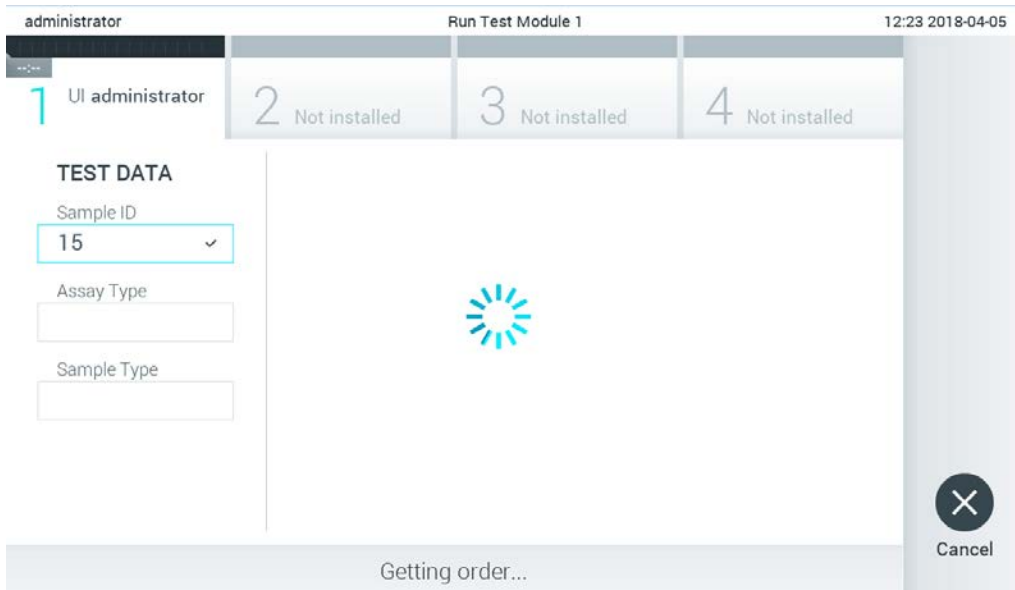 administrator
Run Test Module 1
12:23 2018-04-05
--:--
1 UI administrator
2 Not installed
3 Not installed
4 Not installed
TEST DATA
Sample ID
15
Assay Type
Sample Type
Cancel
Getting order...